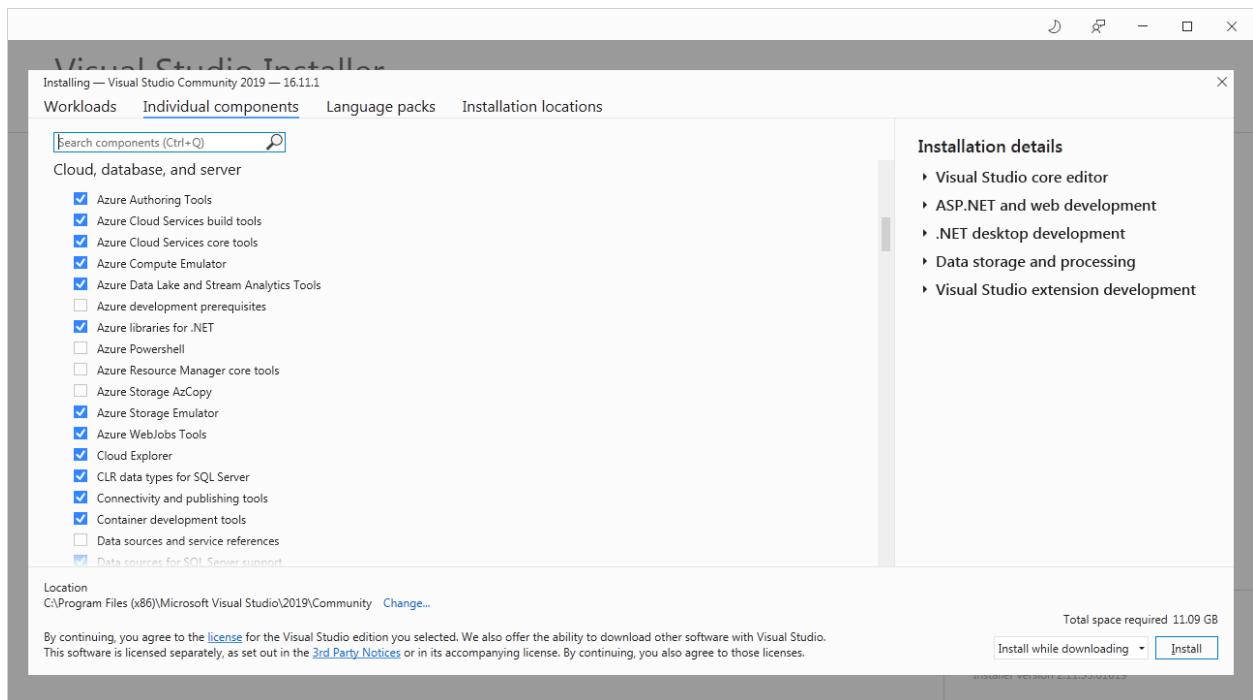 Visual Studio Installer
Installing — Visual Studio Community 2019 — 16.11.1
Workloads Individual components Language packs Installation locations
Search components (Ctrl+Q)
Cloud, database, and server
Azure Authoring Tools
Azure Cloud Services build tools
Azure Cloud Services core tools
Azure Compute Emulator
Azure Data Lake and Stream Analytics Tools
Azure development prerequisites
Azure libraries for .NET
Azure Powershell
Azure Resource Manager core tools
Azure Storage AzCopy
Azure Storage Emulator
Azure WebJobs Tools
Cloud Explorer
CLR data types for SQL Server
Connectivity and publishing tools
Container development tools
Data sources and service references
Data sources for SQL Server support
Installation details
Visual Studio core editor
ASP.NET and web development
.NET desktop development
Data storage and processing
Visual Studio extension development
Location
C:\Program Files (x86)\Microsoft Visual Studio\2019\Community Change...
By continuing, you agree to the license for the Visual Studio edition you selected. We also offer the ability to download other software with Visual Studio.
This software is licensed separately, as set out in the 3rd Party Notices or in its accompanying license. By continuing, you also agree to those licenses.
Total space required 11.09 GB
Install while downloading Install
Installer version